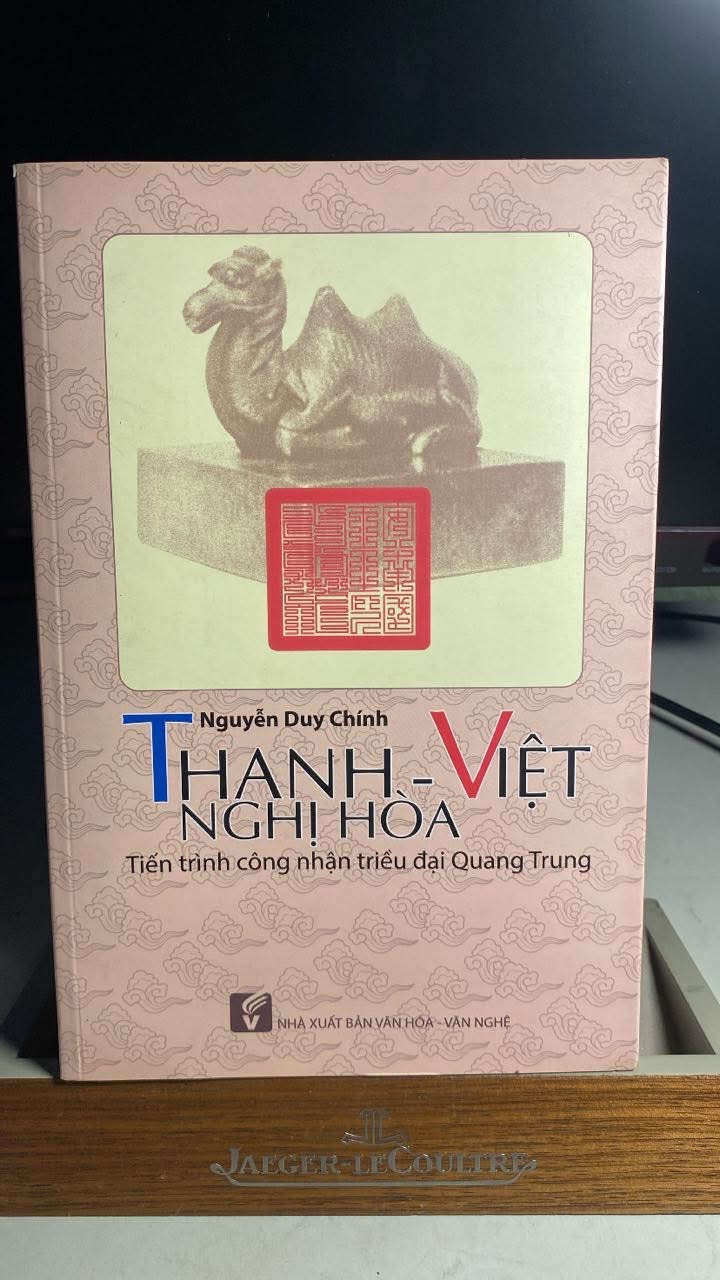 Nguyễn Duy Chính
THANH - VIỆT
NGHỊ HÒA
Tiến trình công nhận triều đại Quang Trung
NHÀ XUẤT BẢN VĂN HÓA - VĂN NGHỆ
JAEGER-LECOULTRE